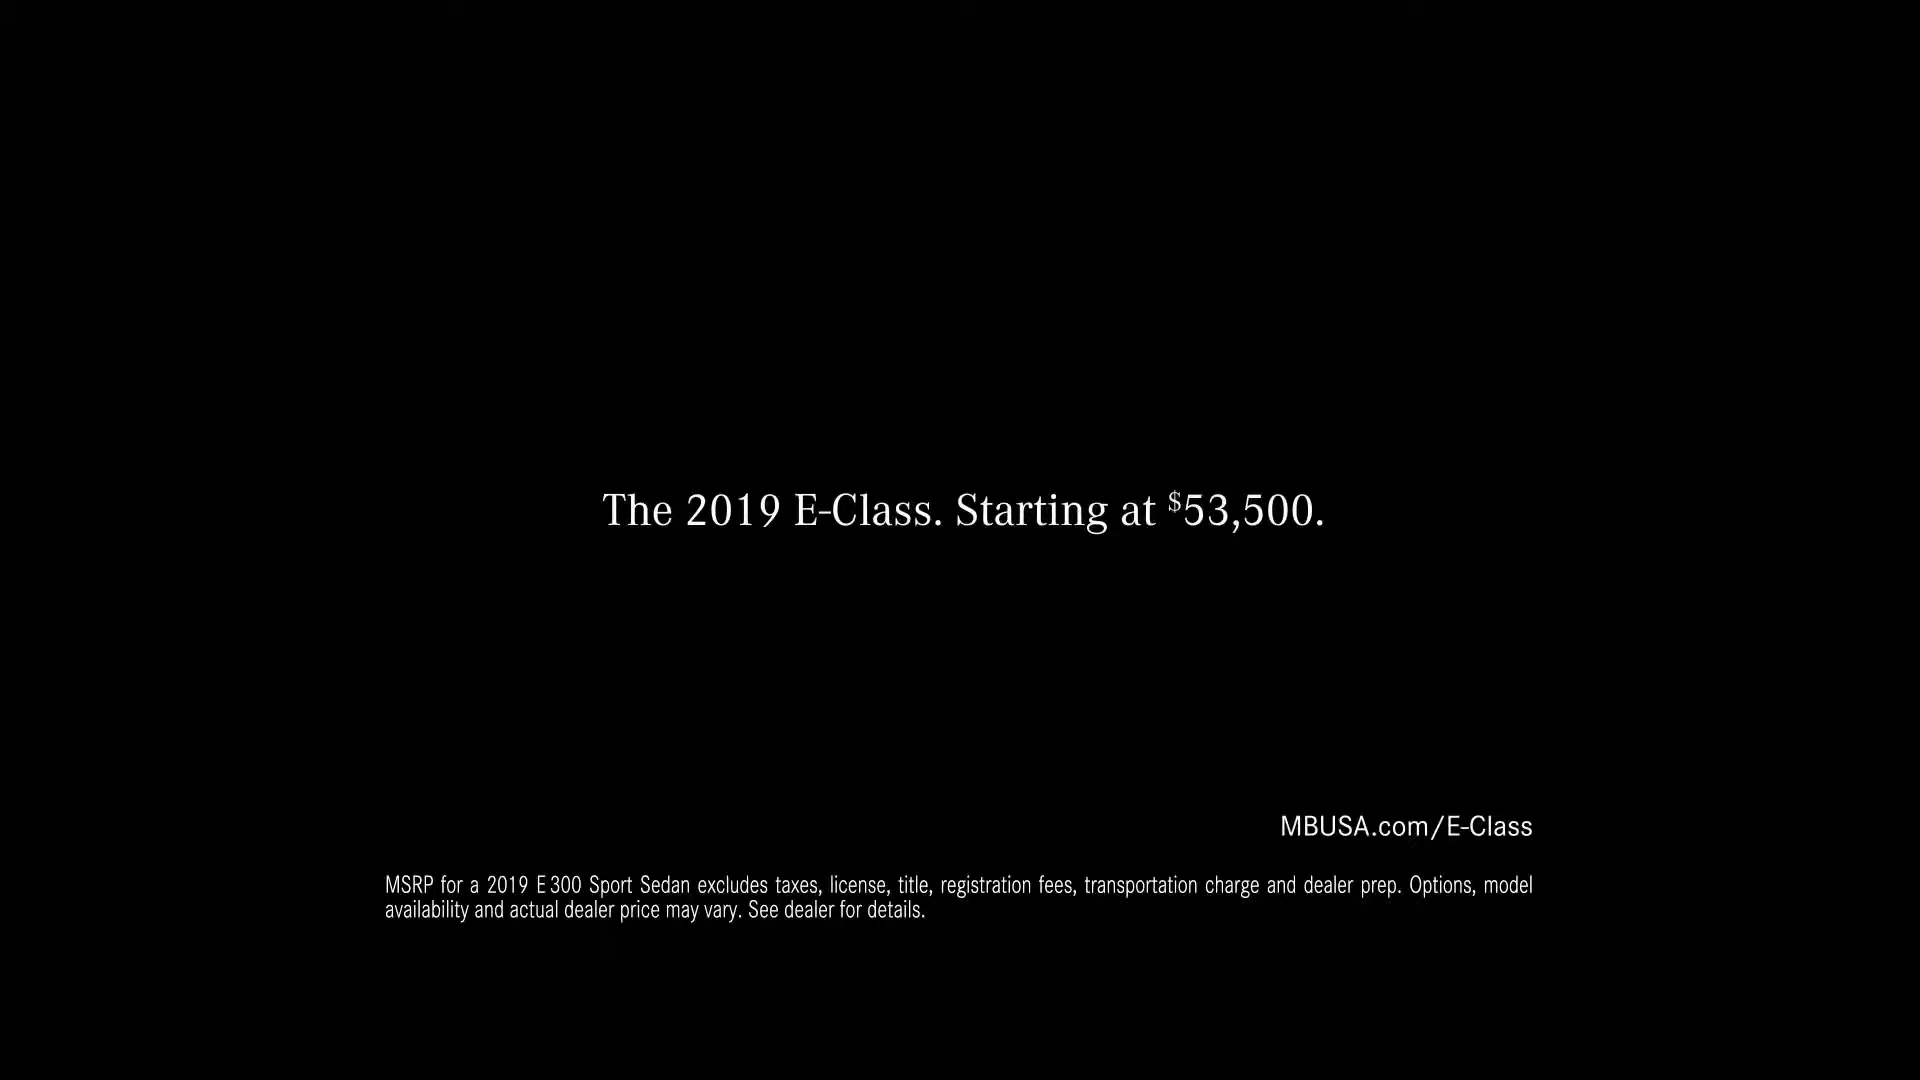 The 2019 E-Class. Starting at $53,500.
MBUSA.com/E-Class
MSRP for a 2019 E 300 Sport Sedan excludes taxes, license, title, registration fees, transportation charge and dealer prep. Options, model
availability and actual dealer price may vary. See dealer for details.